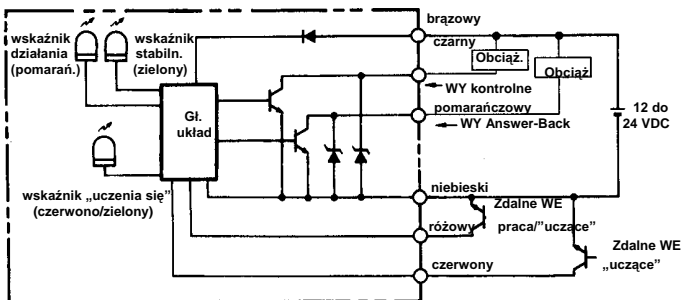 wskaźnik
działania
(pomarań.)
wskaźnik
stabiln.
(zielony)
brązowy
czarny
Obciąż.
Obciąż
WY kontrolne
Gł.
układ
pomarańczowy
WY Answer-Back
12 do
24 VDC
wskaźnik „uczenia się”
(czerwono/zielony)
niebieski
Zdalne WE
praca/"uczące”
różowy
Zdalne WE
„uczące”
czerwony